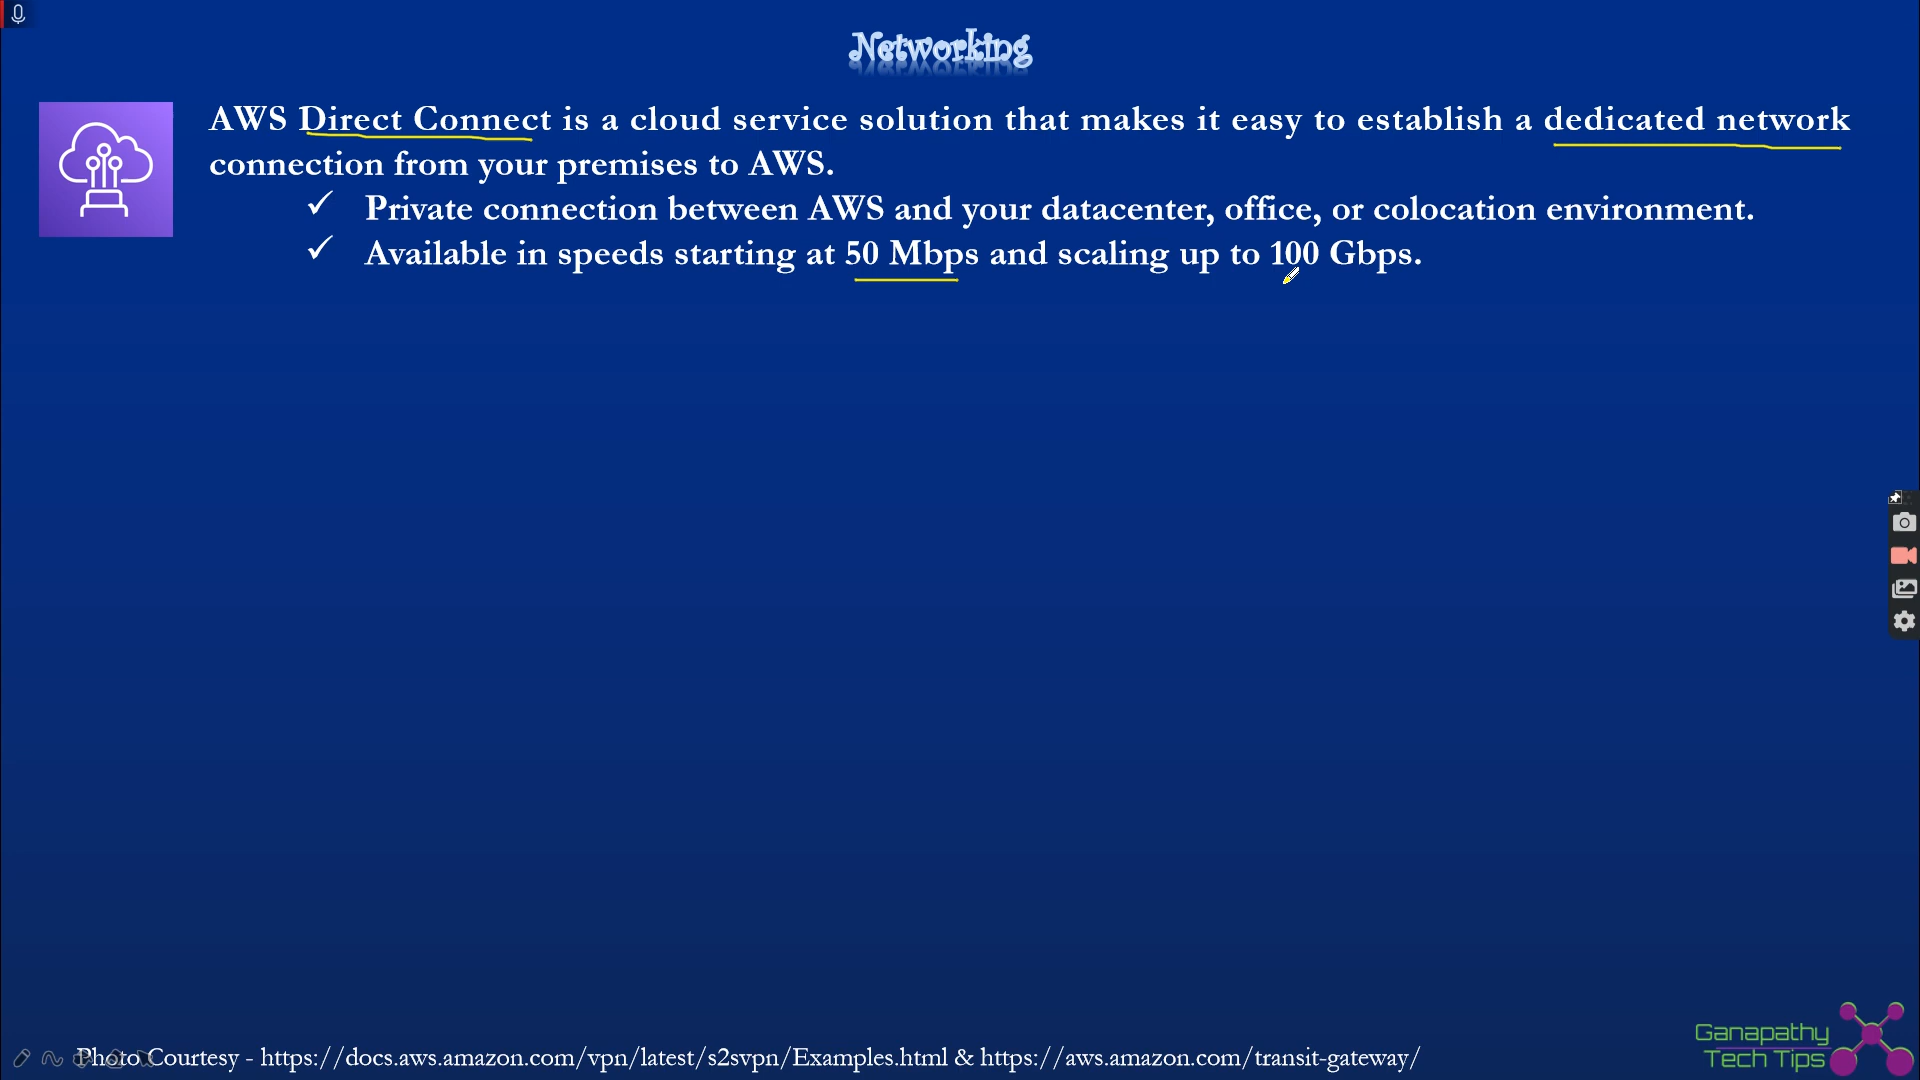 Networking
AWS Direct Connect is a cloud service solution that makes it easy to establish a dedicated network
connection from your premises to AWS.
✓ Private connection between AWS and your datacenter, office, or colocation environment.
✓ Available in speeds starting at 50 Mbps and scaling up to 100 Gbps.
Photo Courtesy - https://docs.aws.amazon.com/vpn/latest/s2svpn/Examples.html & https://aws.amazon.com/transit-gateway/
Ganapathy
Tech Tips